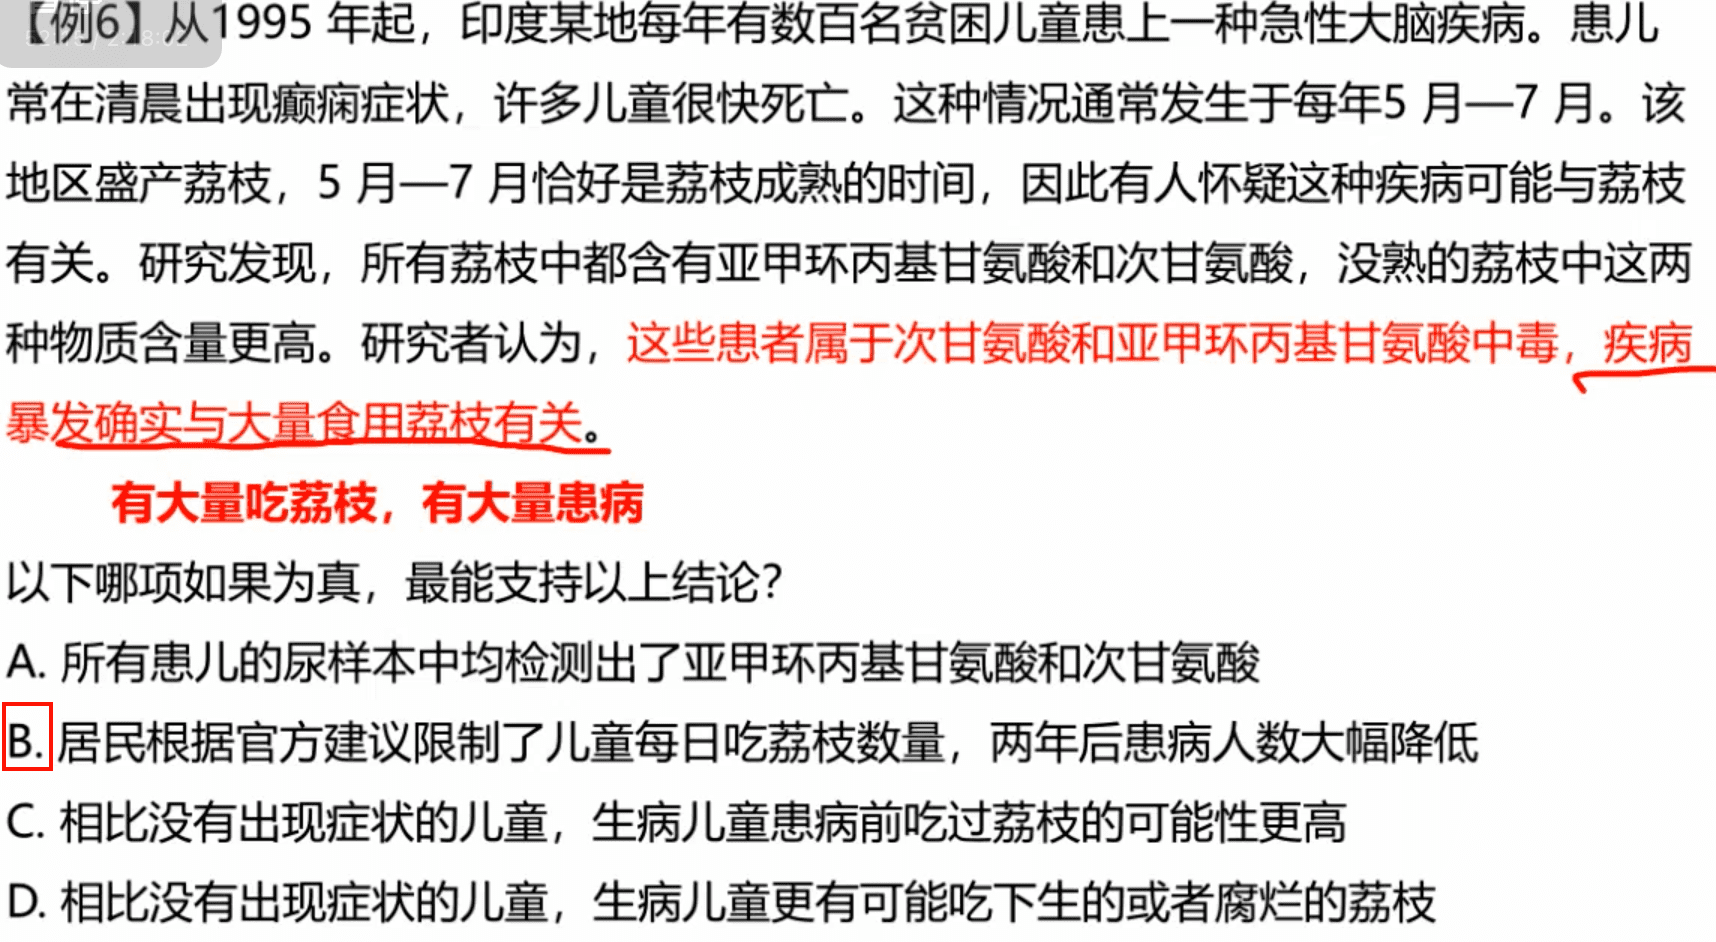 【例6】从1995 年起，印度某地每年有数百名贫困儿童患上一种急性大脑疾病。患儿
常在清晨出现癫痫症状，许多儿童很快死亡。这种情况通常发生于每年5 月—7 月。该
地区盛产荔枝，5 月—7 月恰好是荔枝成熟的时间，因此有人怀疑这种疾病可能与荔枝
有关。研究发现，所有荔枝中都含有亚甲环丙基甘氨酸和次甘氨酸，没熟的荔枝中这两
种物质含量更高。研究者认为，这些患者属于次甘氨酸和亚甲环丙基甘氨酸中毒，疾病
暴发确实与大量食用荔枝有关。
有大量吃荔枝，有大量患病
以下哪项如果为真，最能支持以上结论？
A. 所有患儿的尿样本中均检测出了亚甲环丙基甘氨酸和次甘氨酸
B. 居民根据官方建议限制了儿童每日吃荔枝数量，两年后患病人数大幅降低
C. 相比没有出现症状的儿童，生病儿童患病前吃过荔枝的可能性更高
D. 相比没有出现症状的儿童，生病儿童更有可能吃下生的或者腐烂的荔枝